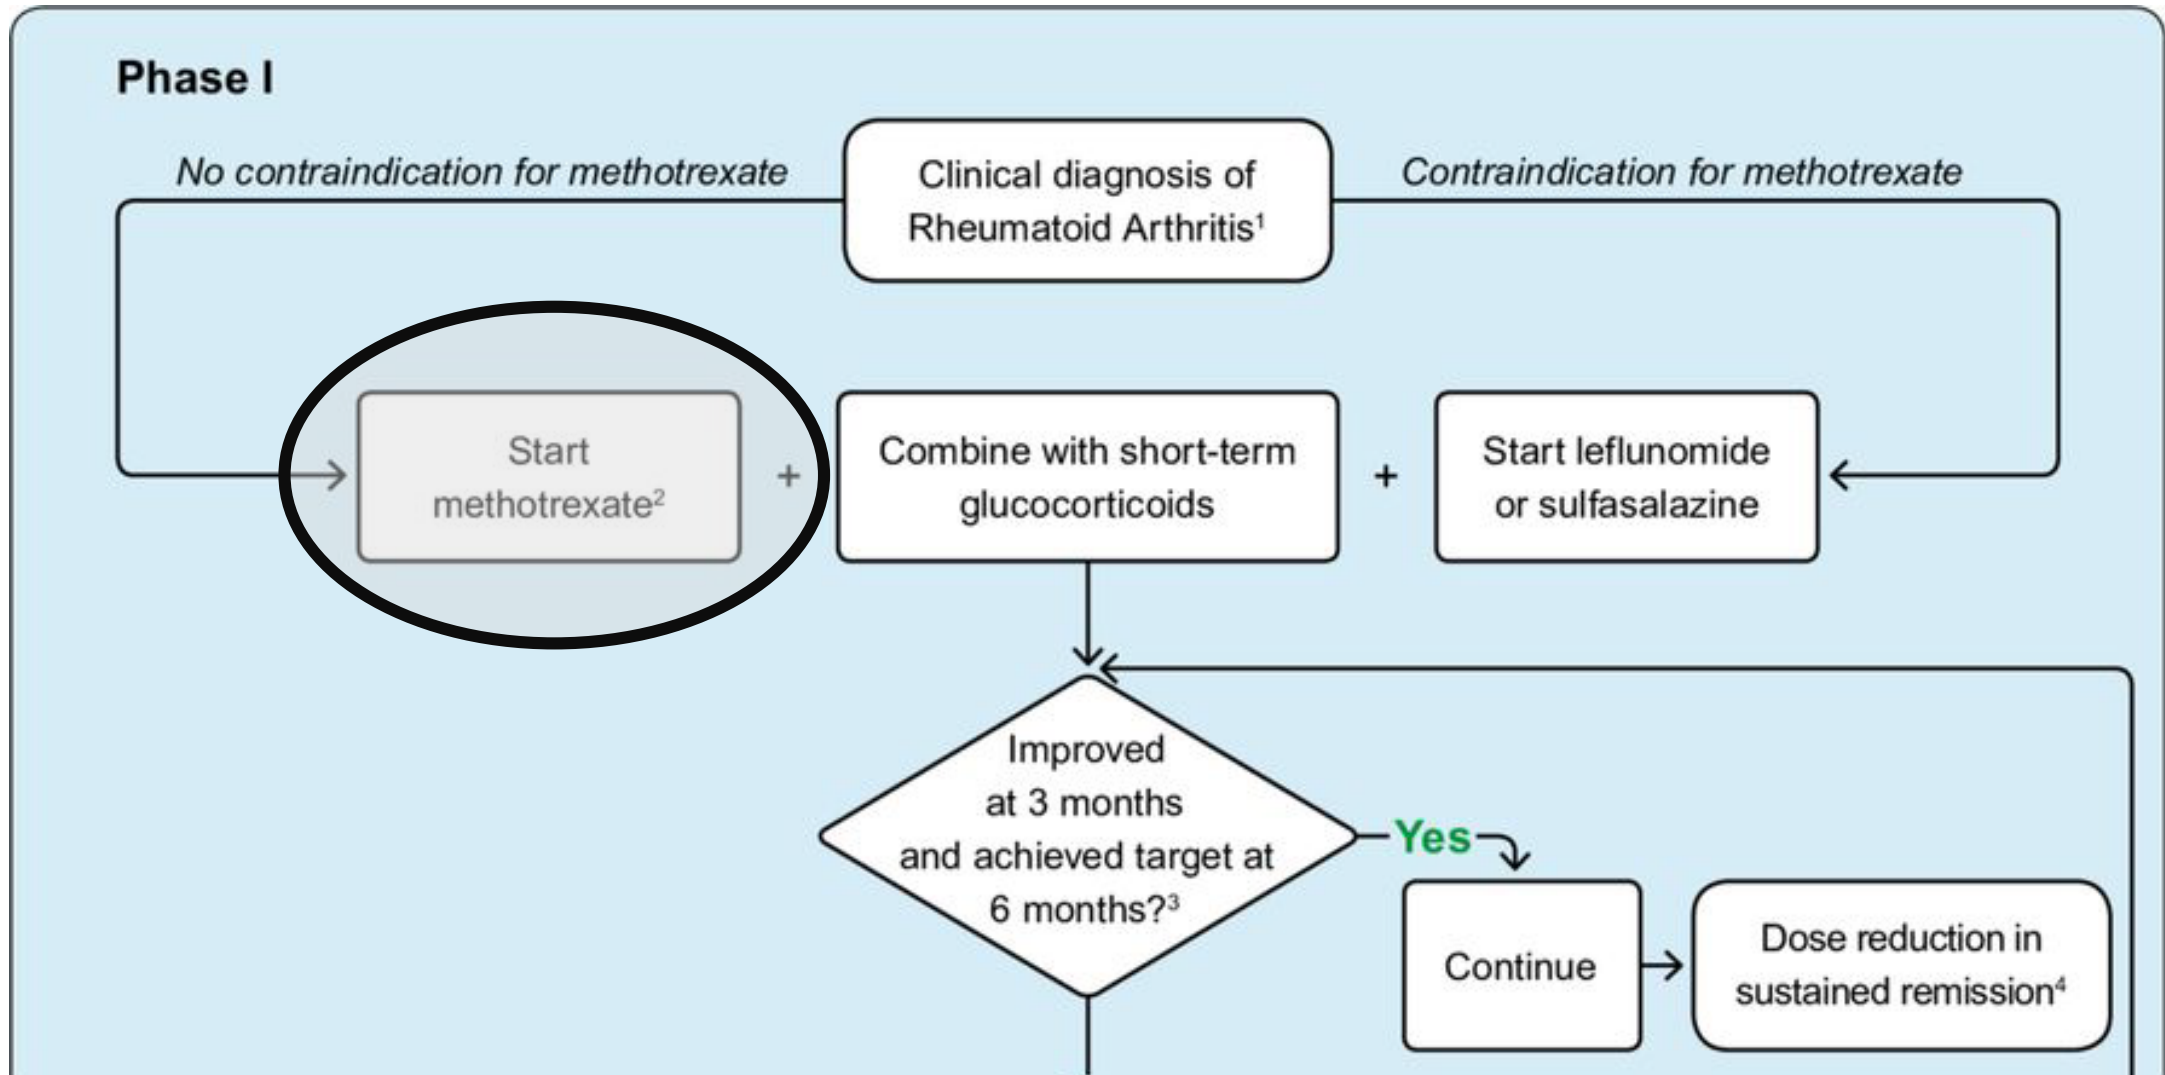 Phase I
No contraindication for methotrexate
Clinical diagnosis of
Rheumatoid Arthritis¹
Contraindication for methotrexate
Start
methotrexate²
+
Combine with short-term
glucocorticoids
+
Start leflunomide
or sulfasalazine
Improved
at 3 months
and achieved target at
6 months?³
Yes
Continue
Dose reduction in
sustained remission⁴